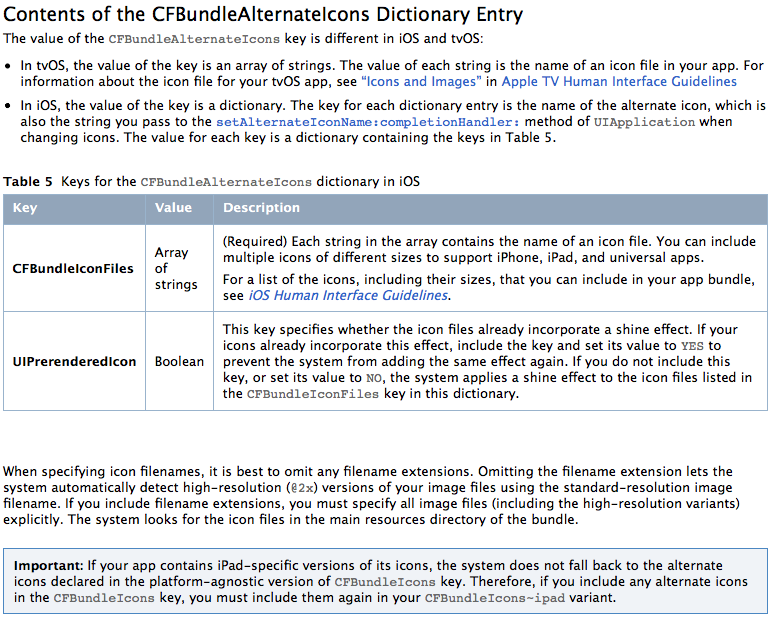 Contents of the CFBundleAlternateIcons Dictionary Entry
The value of the CFBundleAlternateIcons key is different in iOS and tvOS:
• In tvOS, the value of the key is an array of strings. The value of each string is the name of an icon file in your app. For
information about the icon file for your tvOS app, see “Icons and Images” in Apple TV Human Interface Guidelines
• In iOS, the value of the key is a dictionary. The key for each dictionary entry is the name of the alternate icon, which is
also the string you pass to the setAlternateIconName:completionHandler: method of UIApplication when
changing icons. The value for each key is a dictionary containing the keys in Table 5.
Table 5 Keys for the CFBundleAlternateIcons dictionary in iOS
Key Value Description
CFBundleIconFiles
Array
of
strings
(Required) Each string in the array contains the name of an icon file. You can include
multiple icons of different sizes to support iPhone, iPad, and universal apps.
For a list of the icons, including their sizes, that you can include in your app bundle,
see iOS Human Interface Guidelines.
UIPrerenderedIcon
Boolean
This key specifies whether the icon files already incorporate a shine effect. If your
icons already incorporate this effect, include the key and set its value to YES to
prevent the system from adding the same effect again. If you do not include this
key, or set its value to NO, the system applies a shine effect to the icon files listed in
the CFBundleIconFiles key in this dictionary.
When specifying icon filenames, it is best to omit any filename extensions. Omitting the filename extension lets the
system automatically detect high-resolution (@2x) versions of your image files using the standard-resolution image
filename. If you include filename extensions, you must specify all image files (including the high-resolution variants)
explicitly. The system looks for the icon files in the main resources directory of the bundle.
Important: If your app contains iPad-specific versions of its icons, the system does not fall back to the alternate
icons declared in the platform-agnostic version of CFBundleIcons key. Therefore, if you include any alternate icons
in the CFBundleIcons key, you must include them again in your CFBundleIcons~ipad variant.